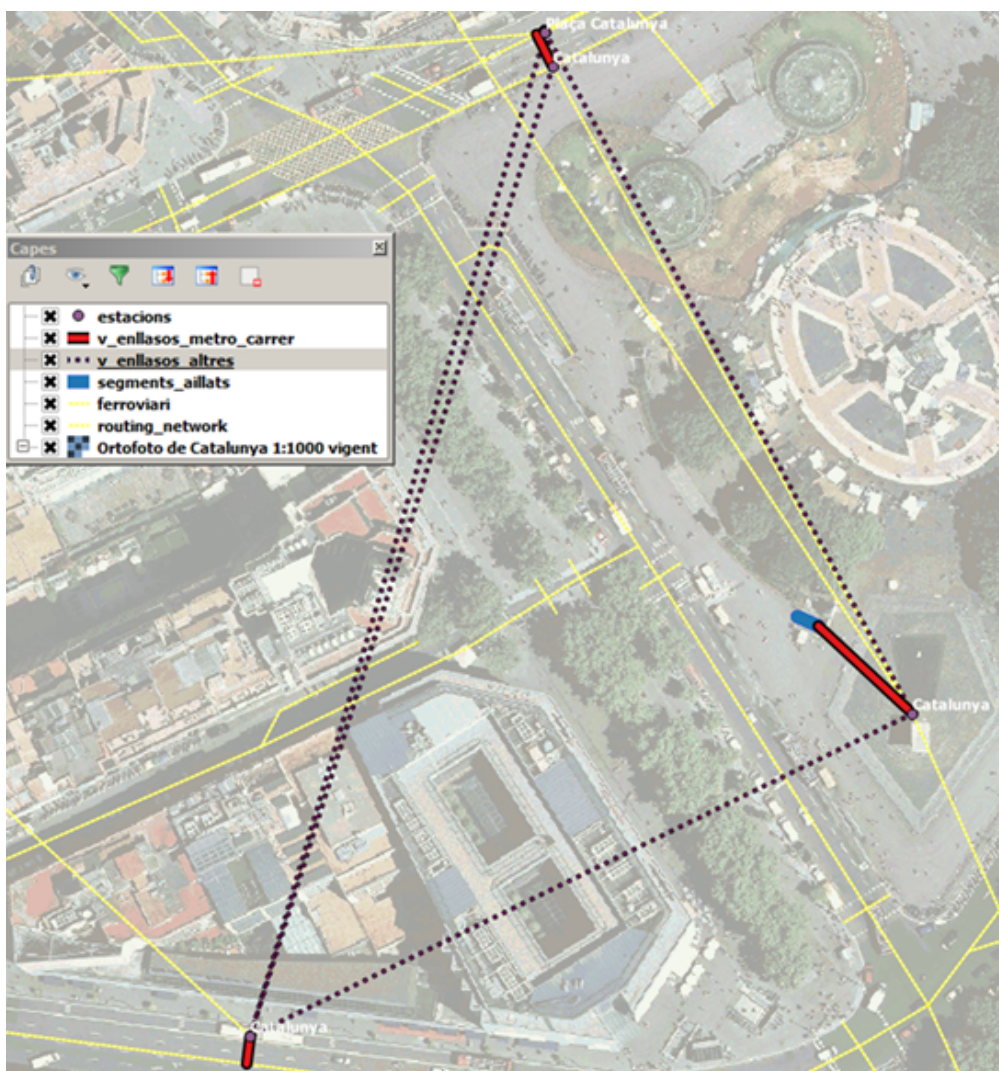 Plaça Catalunya
Catalunya
Capes
estacions
v_enllasos_metro_carrer
v_enllasos_altres
segments_aillats
ferroviari
routing_network
Ortofoto de Catalunya 1:1000 vigent
Catalunya
Catalunya